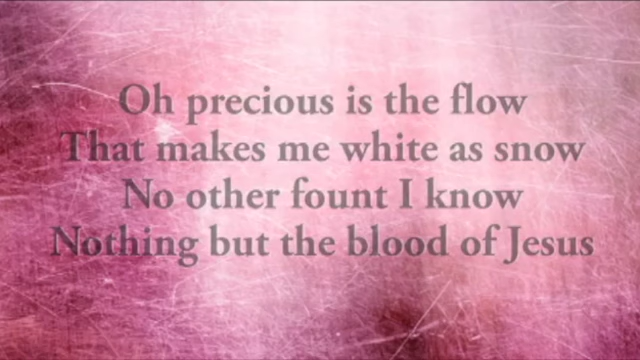 Oh precious is the flow
That makes me white as snow
No other fount I know
Nothing but the blood of Jesus